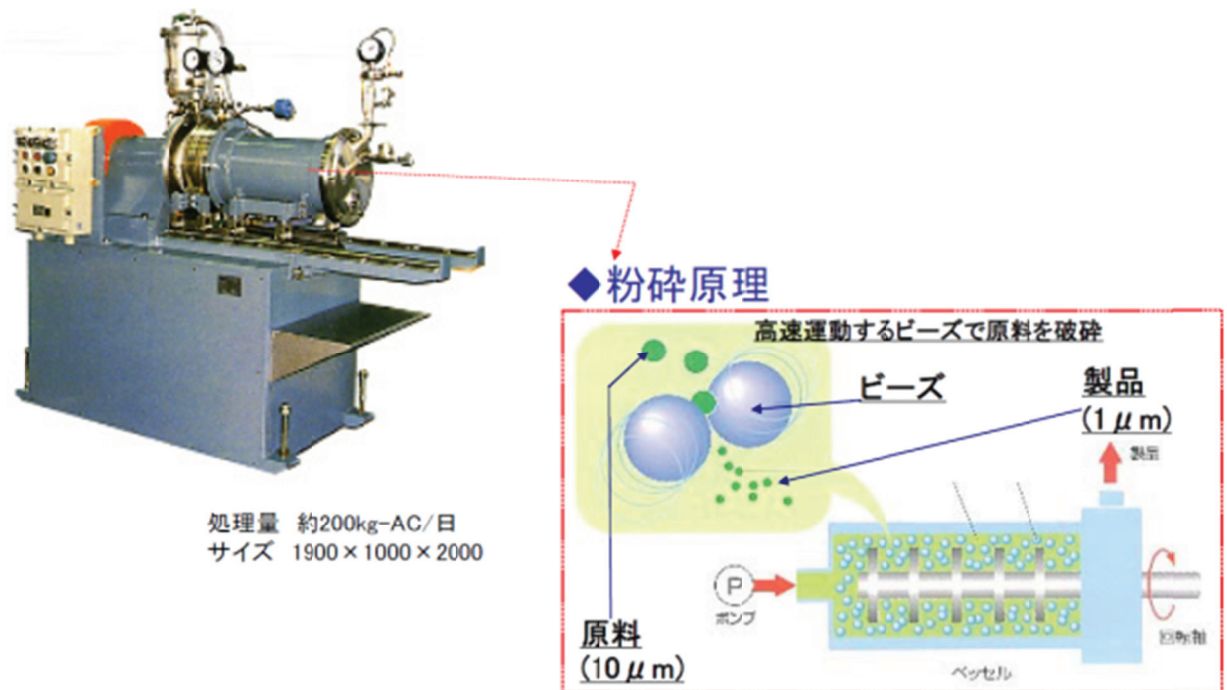 処理量 約200kg-AC/日
サイズ 1900×1000×2000
◆粉砕原理
高速運動するビーズで原料を破砕
ビーズ
製品
(1μm)
製品
P
ポンプ
回転軸
原料
(10μm)
ベッセル